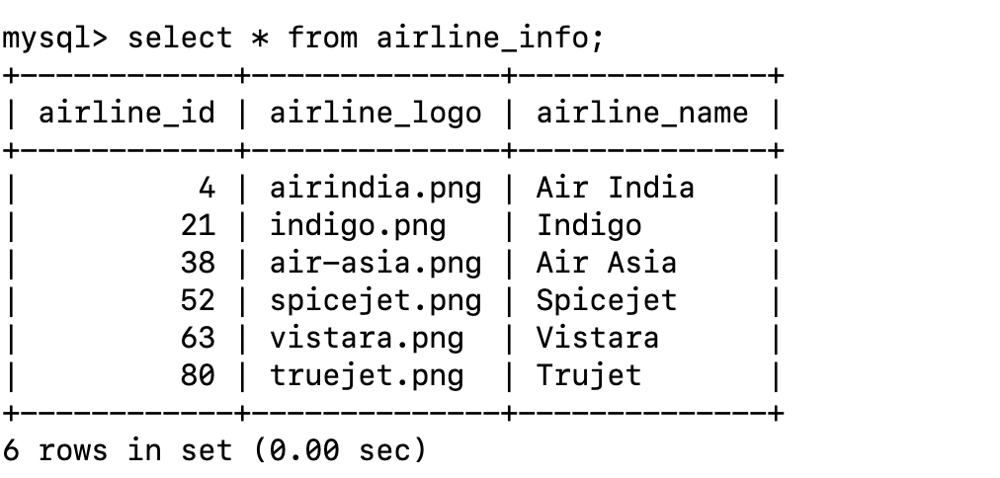 mysql> select * from airline_info;
+------------+--------------+--------------+
| airline_id | airline_logo | airline_name |
+------------+--------------+--------------+
|          4 | airindia.png | Air India    |
|         21 | indigo.png   | Indigo       |
|         38 | air-asia.png | Air Asia     |
|         52 | spicejet.png | Spicejet     |
|         63 | vistara.png  | Vistara      |
|         80 | truejet.png  | Trujet       |
+------------+--------------+--------------+
6 rows in set (0.00 sec)